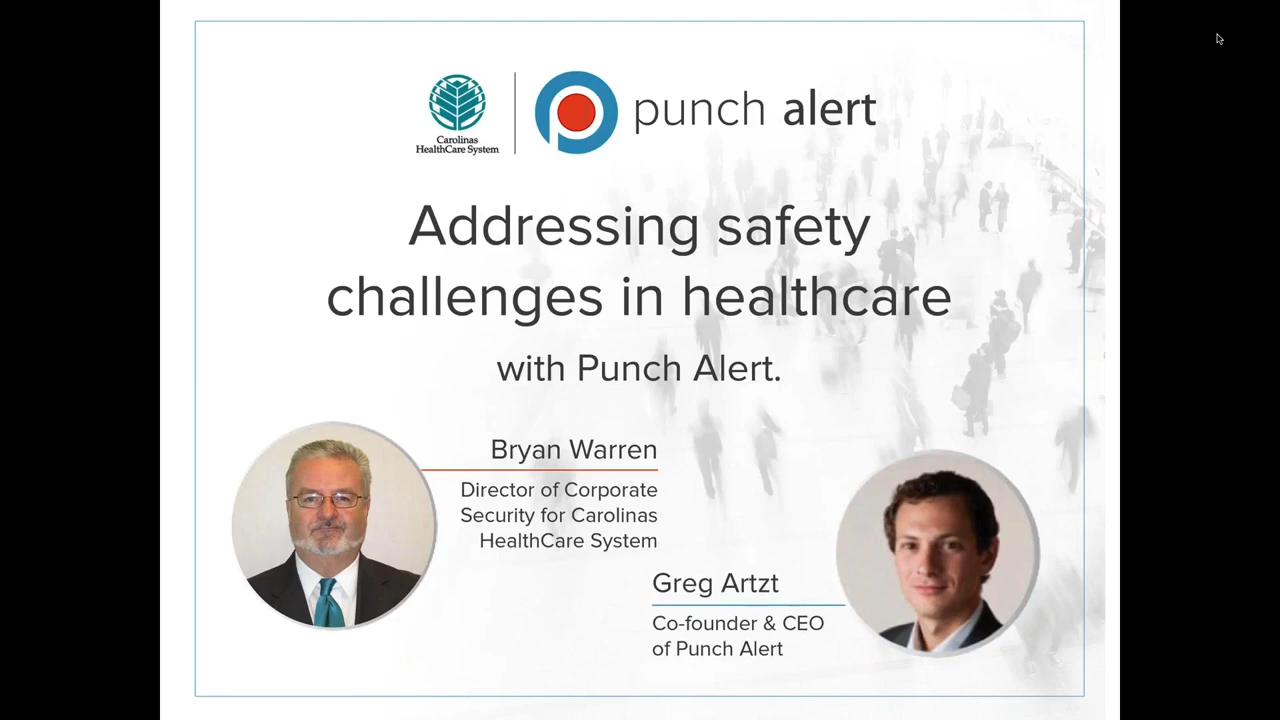 Carolinas
HealthCare System
punch alert
Addressing safety
challenges in healthcare
with Punch Alert.
Bryan Warren
Director of Corporate
Security for Carolinas
HealthCare System
Greg Artzt
Co-founder & CEO
of Punch Alert